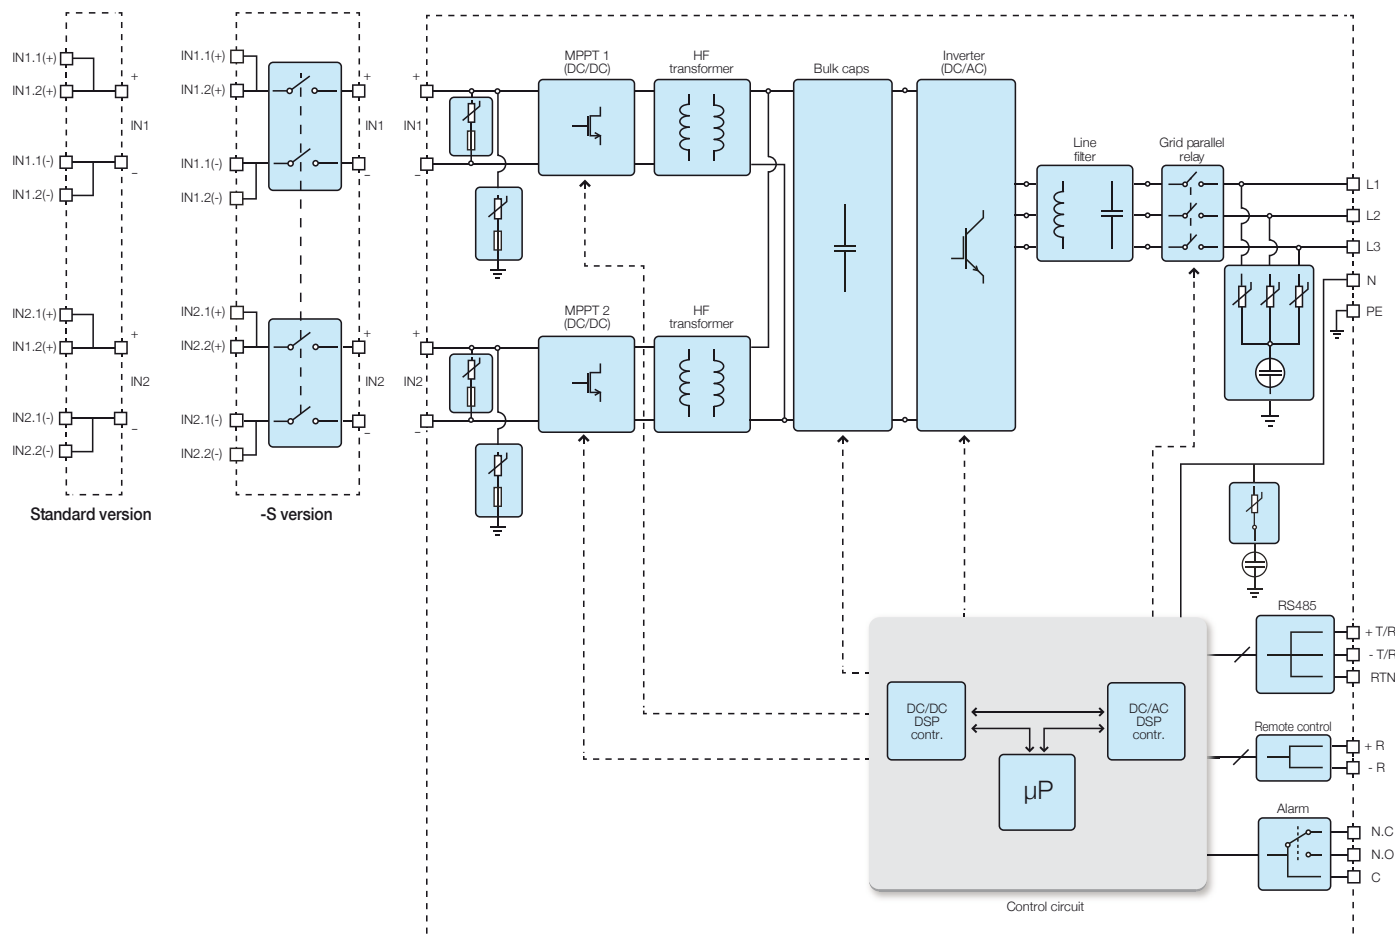 IN1.1(+)
IN1.2(+)
+
IN1
IN1.1(-)
-
IN1.2(-)
IN2.1(+)
IN1.2(+)
+
IN2
IN2.1(-)
-
IN2.2(-)
Standard version
IN1.1(+)
IN1.2(+)
+
IN1
IN1.1(-)
-
IN1.2(-)
IN2.1(+)
IN2.2(+)
+
IN2
IN2.1(-)
-
IN2.2(-)
-S version
+
IN1
-
+
IN2
-
MPPT 1
(DC/DC)
HF
transformer
MPPT 2
(DC/DC)
HF
transformer
Bulk caps
Inverter
(DC/AC)
Line
filter
Grid parallel
relay
L1
L2
L3
N
PE
RS485
+ T/R
- T/R
RTN
Remote control
+ R
- R
Alarm
N.C
N.O
C
DC/DC
DSP
contr.
DC/AC
DSP
contr.
µP
Control circuit